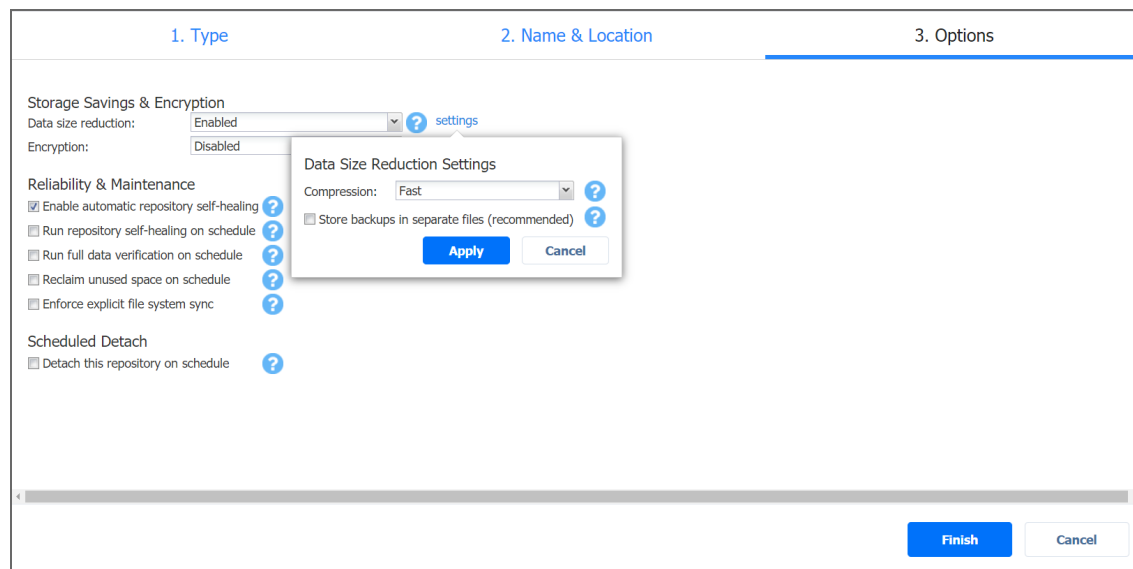 1. Type
2. Name & Location
3. Options
Storage Savings & Encryption
Data size reduction: Enabled ? settings
Encryption: Disabled
Data Size Reduction Settings
Compression: Fast ?
Store backups in separate files (recommended) ?
Apply Cancel
Reliability & Maintenance
Enable automatic repository self-healing ?
Run repository self-healing on schedule ?
Run full data verification on schedule ?
Reclaim unused space on schedule ?
Enforce explicit file system sync ?
Scheduled Detach
Detach this repository on schedule ?
Finish Cancel